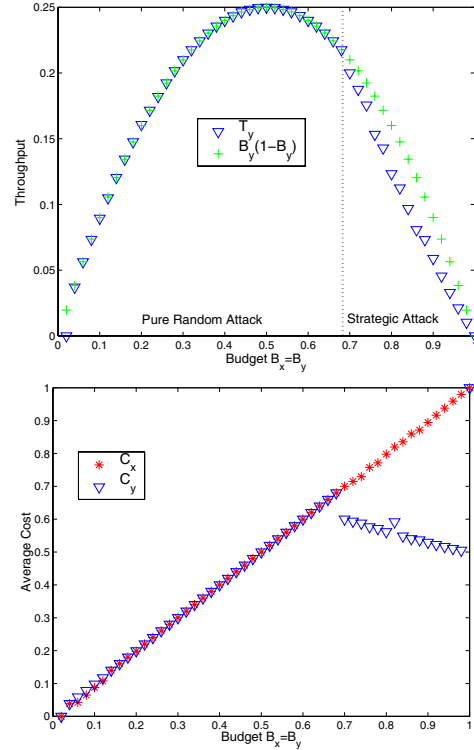 0.25
0.2
0.15
0.1
0.05
0
Throughput
T_y
B_y(1−B_y)
Pure Random Attack Strategic Attack
0 0.1 0.2 0.3 0.4 0.5 0.6 0.7 0.8 0.9 1
Budget B_x=B_y
1
0.9
0.8
0.7
0.6
0.5
0.4
0.3
0.2
0.1
0
Average Cost
C_x
C_y
0 0.1 0.2 0.3 0.4 0.5 0.6 0.7 0.8 0.9 1
Budget B_x=B_y